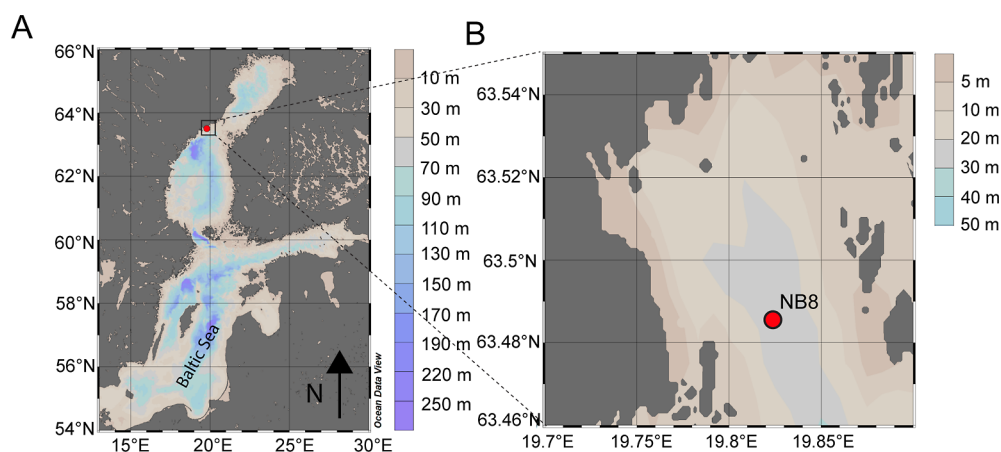 A
66°N
64°N
62°N
60°N
58°N
56°N
54°N
15°E
20°E
25°E
30°E
Baltic Sea
N
Ocean Data View
10 m
30 m
50 m
70 m
90 m
110 m
130 m
150 m
170 m
190 m
220 m
250 m
B
63.54°N
63.52°N
63.5°N
63.48°N
63.46°N
19.7°E
19.75°E
19.8°E
19.85°E
NB8
5 m
10 m
20 m
30 m
40 m
50 m